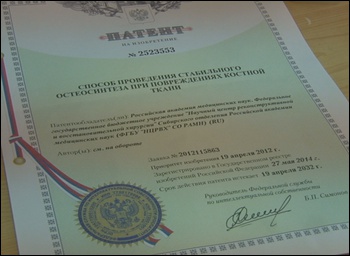 ПАТЕНТ
НА ИЗОБРЕТЕНИЕ
№ 2523553
СПОСОБ ПРОВЕДЕНИЯ СТАБИЛЬНОГО
ОСТЕОСИНТЕЗА ПРИ ПОВРЕЖДЕНИЯХ КОСТНОЙ
ТКАНИ
Патентообладатель(ли): Российская академия медицинских наук, Федеральное
государственное бюджетное учреждение "Научный центр реконструктивной
и восстановительной хирургии" Сибирского отделения Российской академии
медицинских наук (ФГБУ "НЦРВХ" СО РАМН) (RU)
Автор(ы): см. на обороте
Заявка № 2012115863
Приоритет изобретения 19 апреля 2012 г.
Зарегистрировано в Государственном реестре
изобретений Российской Федерации 27 мая 2014 г.
Срок действия патента истекает 19 апреля 2032 г.
Руководитель Федеральной службы
по интеллектуальной собственности